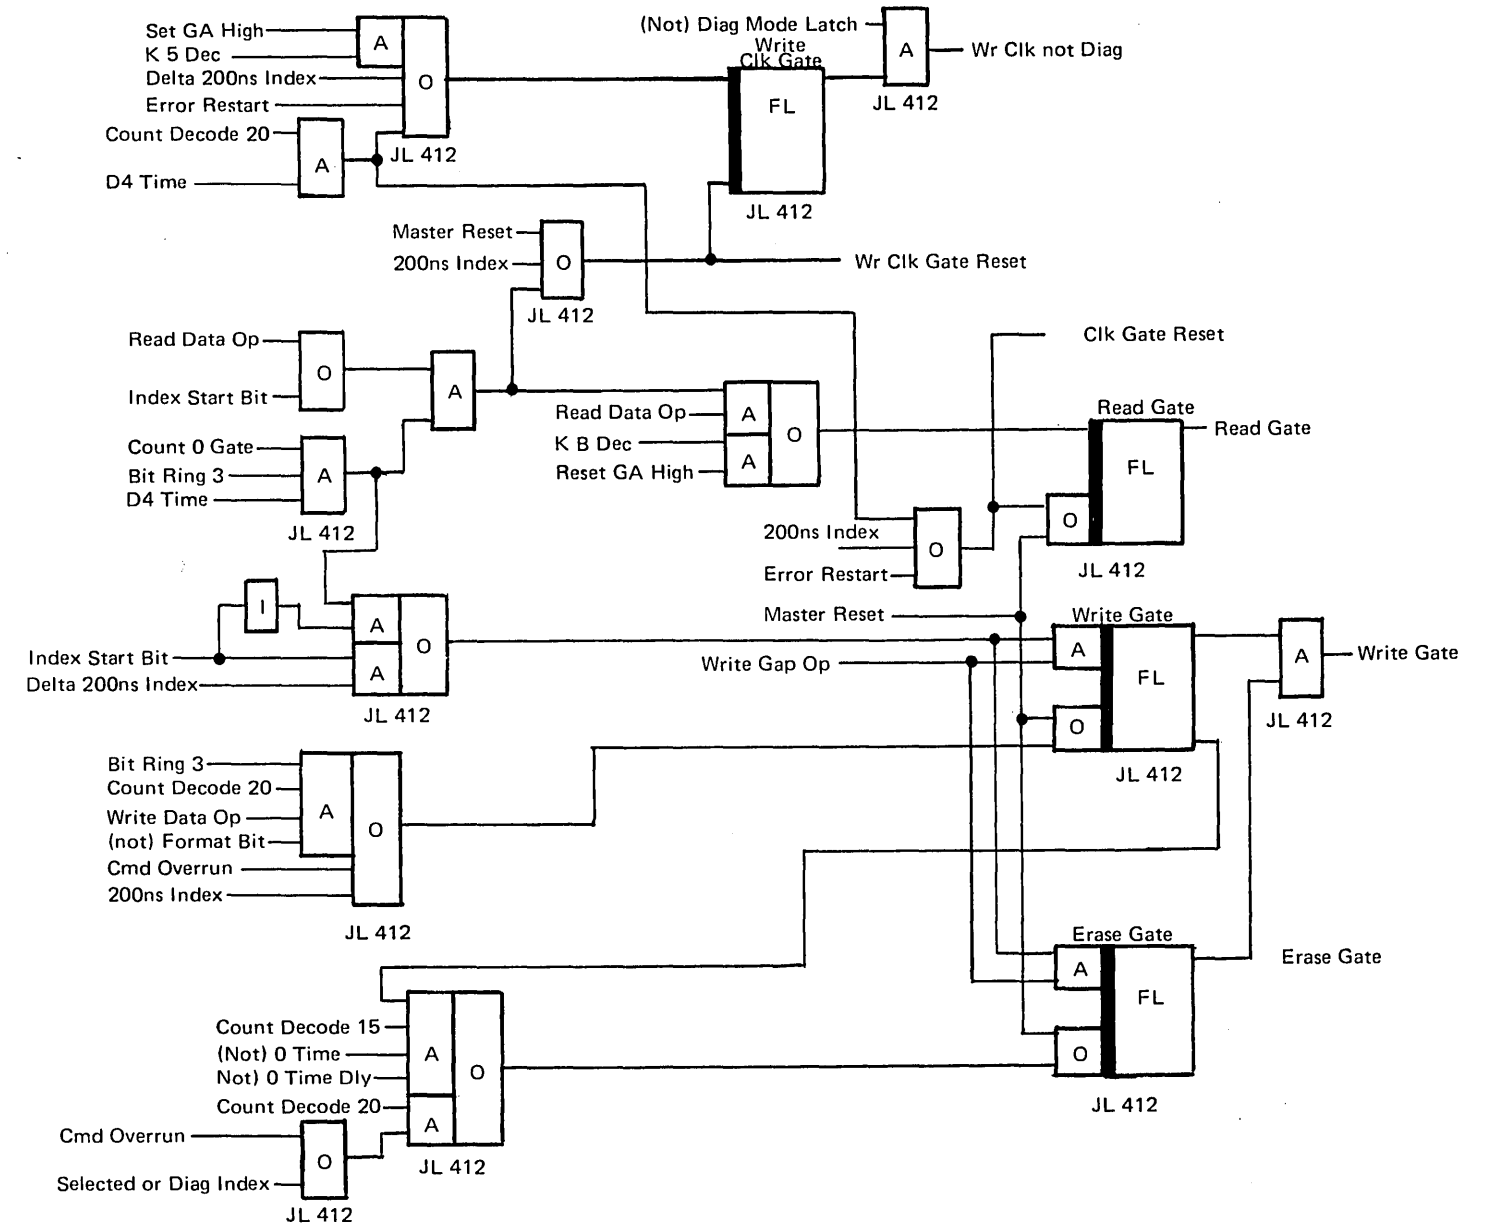 Set GA High
K 5 Dec
Delta 200ns Index
Error Restart
A
O
JL 412
Count Decode 20
D4 Time
A
(Not) Diag Mode Latch
Write
Clk Gate
FL
JL 412
A
JL 412
Wr Clk not Diag
Master Reset
200ns Index
O
JL 412
Wr Clk Gate Reset
Read Data Op
Index Start Bit
O
A
Count 0 Gate
Bit Ring 3
D4 Time
A
JL 412
Read Data Op
K B Dec
Reset GA High
A
A
O
Clk Gate Reset
Read Gate
FL
O
JL 412
Read Gate
200ns Index
Error Restart
O
Master Reset
I
Index Start Bit
Delta 200ns Index
A
A
O
JL 412
Write Gap Op
Write Gate
A
FL
O
JL 412
A
JL 412
Write Gate
Bit Ring 3
Count Decode 20
Write Data Op
(not) Format Bit
Cmd Overrun
200ns Index
A
O
JL 412
Erase Gate
A
FL
O
JL 412
Erase Gate
Count Decode 15
(Not) 0 Time
Not) 0 Time Dly
Count Decode 20
A
A
O
JL 412
Cmd Overrun
Selected or Diag Index
O
JL 412